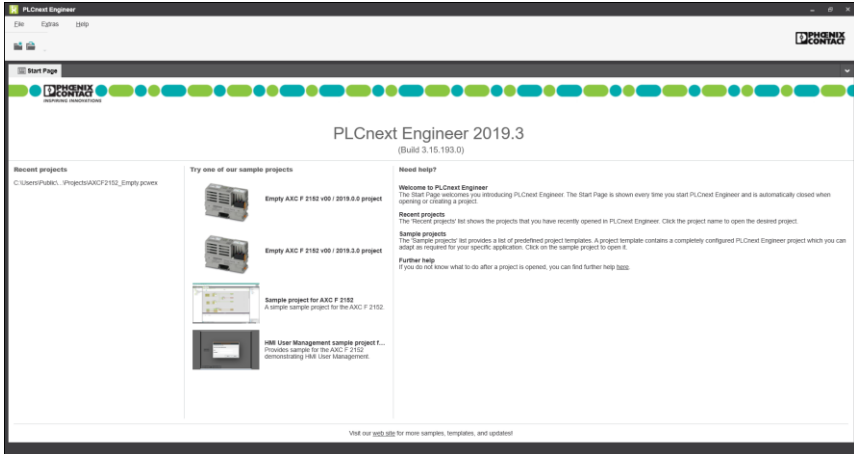 PLCnext Engineer
File Extras Help
PHOENIX
CONTACT
Start Page
PHOENIX
CONTACT
INSPIRING INNOVATIONS
PLCnext Engineer 2019.3
(Build 3.15.193.0)
Recent projects
C:\Users\Public\...\Projects\AXCF2152_Empty.pcwex
Try one of our sample projects
Empty AXC F 2152 v00 / 2019.0.0 project
Empty AXC F 2152 v00 / 2019.3.0 project
Sample project for AXC F 2152
A simple sample project for the AXC F 2152.
HMI User Management sample project f...
Provides sample for the AXC F 2152
demonstrating HMI User Management.
Need help?
Welcome to PLCnext Engineer
The Start Page welcomes you introducing PLCnext Engineer. The Start Page is shown every time you start PLCnext Engineer and is automatically closed when
opening or creating a project.
Recent projects
The 'Recent projects' list shows the projects that you have recently opened in PLCnext Engineer. Click the project name to open the desired project.
Sample projects
The 'Sample projects' list provides a list of predefined project templates. A project template contains a completely configured PLCnext Engineer project which you can
adapt as required for your specific application. Click on the sample project to open it.
Further help
If you do not know what to do after a project is opened, you can find further help here.
Visit our web site for more samples, templates, and updates!